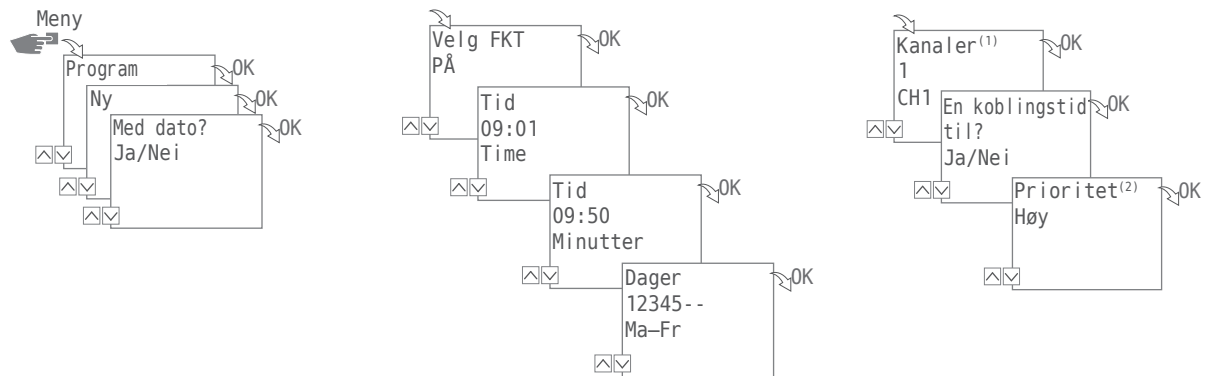 Meny
Program
OK
Ny
OK
Med dato?
Ja/Nei
OK
Velg FKT
PÅ
OK
Tid
09:01
Time
OK
Tid
09:50
Minutter
OK
Dager
12345--
Ma–Fr
OK
Kanaler(1)
1
CH1
OK
En koblingstid
til?
Ja/Nei
OK
Prioritet(2)
Høy
OK